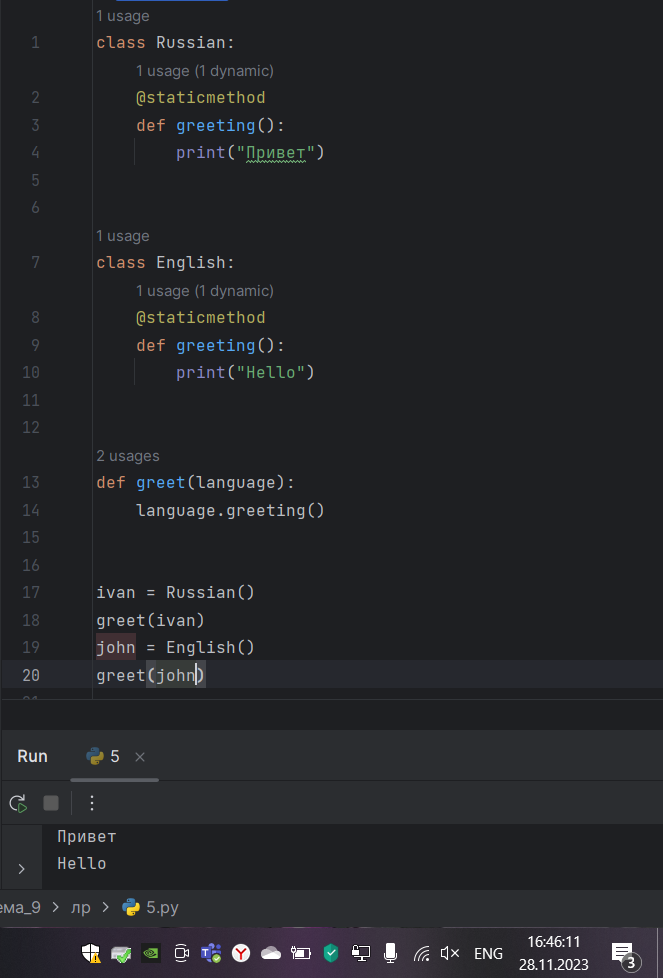 1 usage
1 class Russian:
1 usage (1 dynamic)
2 @staticmethod
3 def greeting():
4 print("Привет")
5
6
1 usage
7 class English:
1 usage (1 dynamic)
8 @staticmethod
9 def greeting():
10 print("Hello")
11
12
2 usages
13 def greet(language):
14 language.greeting()
15
16
17 ivan = Russian()
18 greet(ivan)
19 john = English()
20 greet(john)
Run 5 ×
Привет
Hello
ема_9 > лр > 5.py
ENG 16:46:11
28.11.2023 3